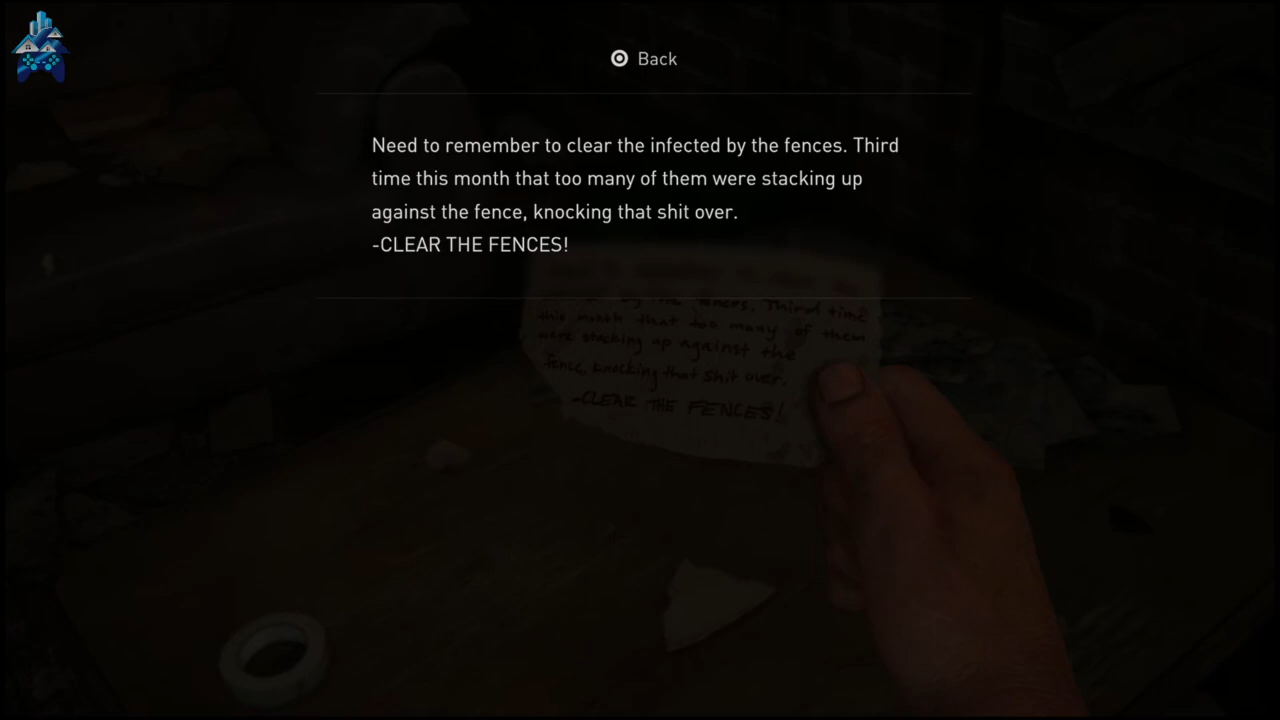 Back
Need to remember to clear the infected by the fences. Third
time this month that too many of them were stacking up
against the fence, knocking that shit over.
-CLEAR THE FENCES!
by the fences. Third time
this month that too many of them
were stacking up against the
fence, knocking that shit over.
-CLEAR THE FENCES!